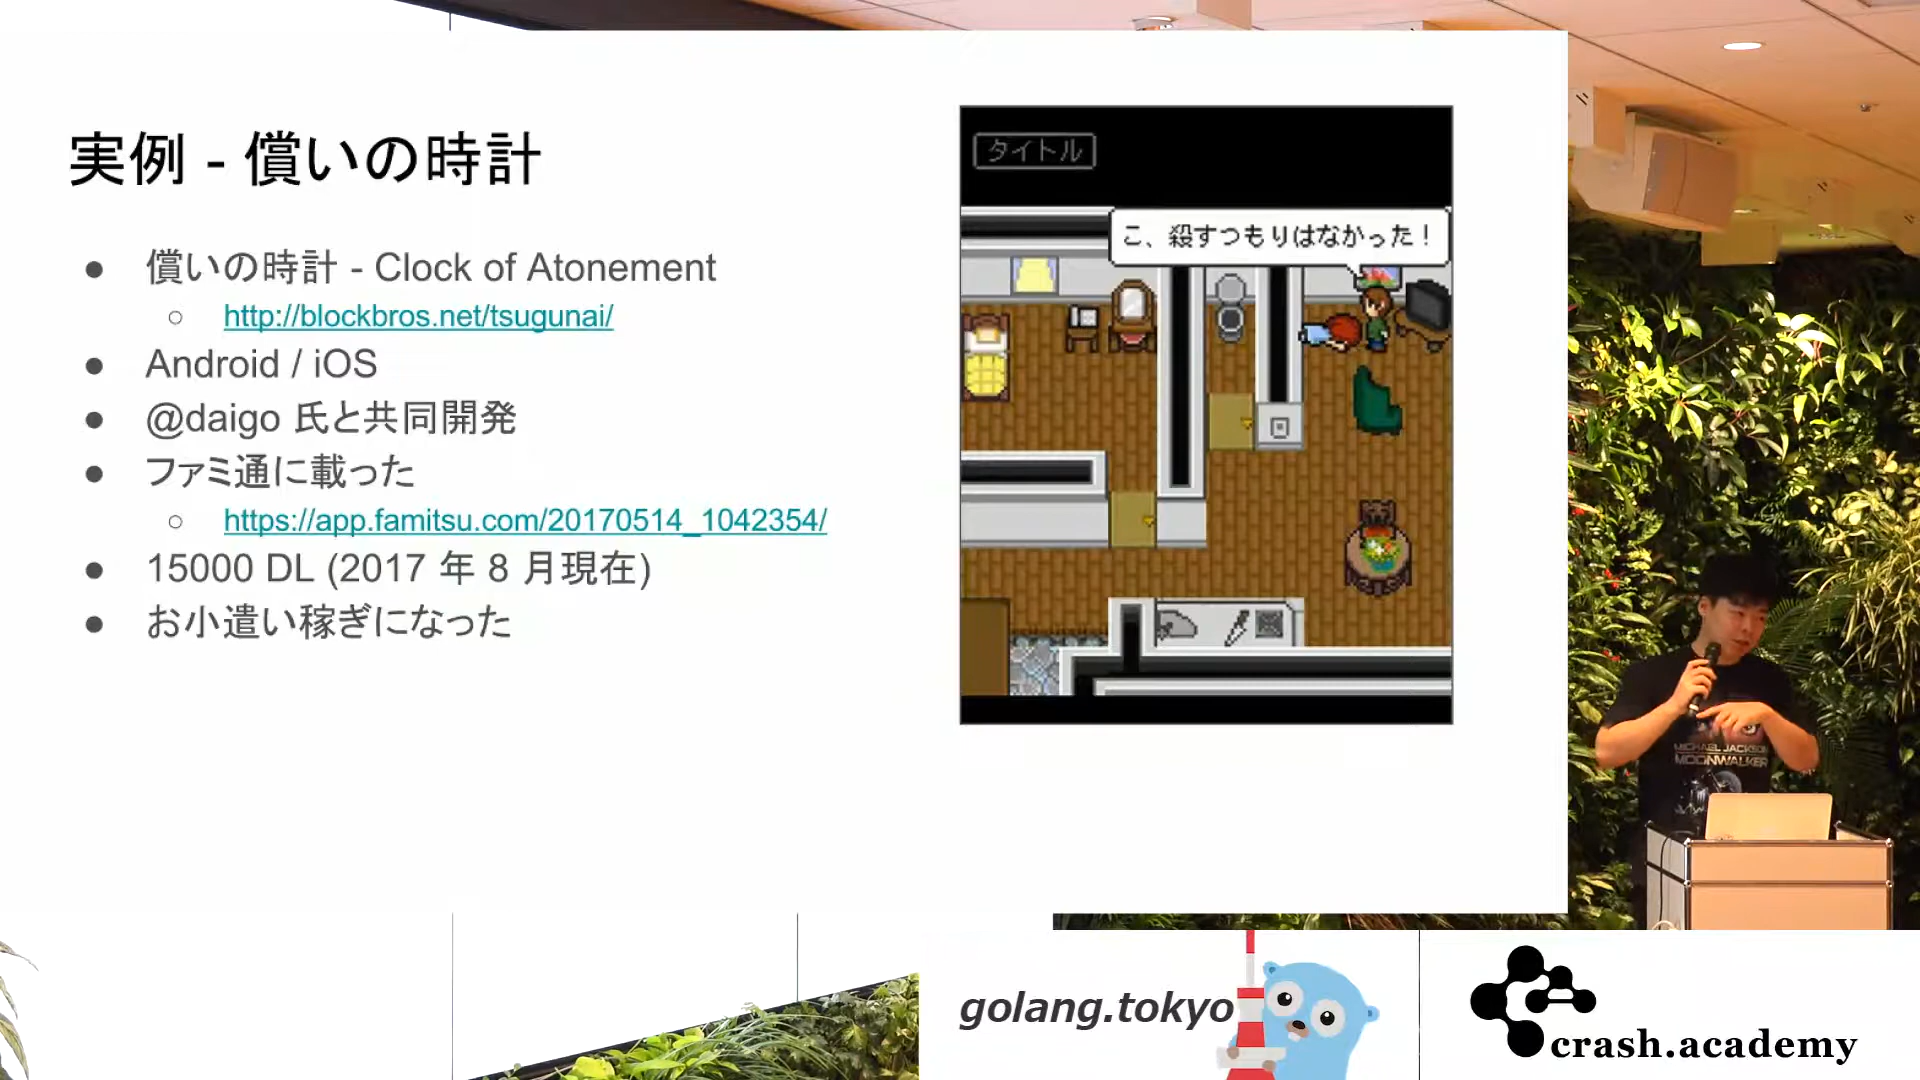 実例 - 償いの時計
償いの時計 - Clock of Atonement
http://blockbros.net/tsugunai/
Android / iOS
@daigo 氏と共同開発
ファミ通に載った
https://app.famitsu.com/20170514_1042354/
15000 DL (2017 年 8 月現在)
お小遣い稼ぎになった
タイトル
こ、殺すつもりはなかった！
MICHAEL JACKSON
MOONWALKER
golang.tokyo
crash.academy